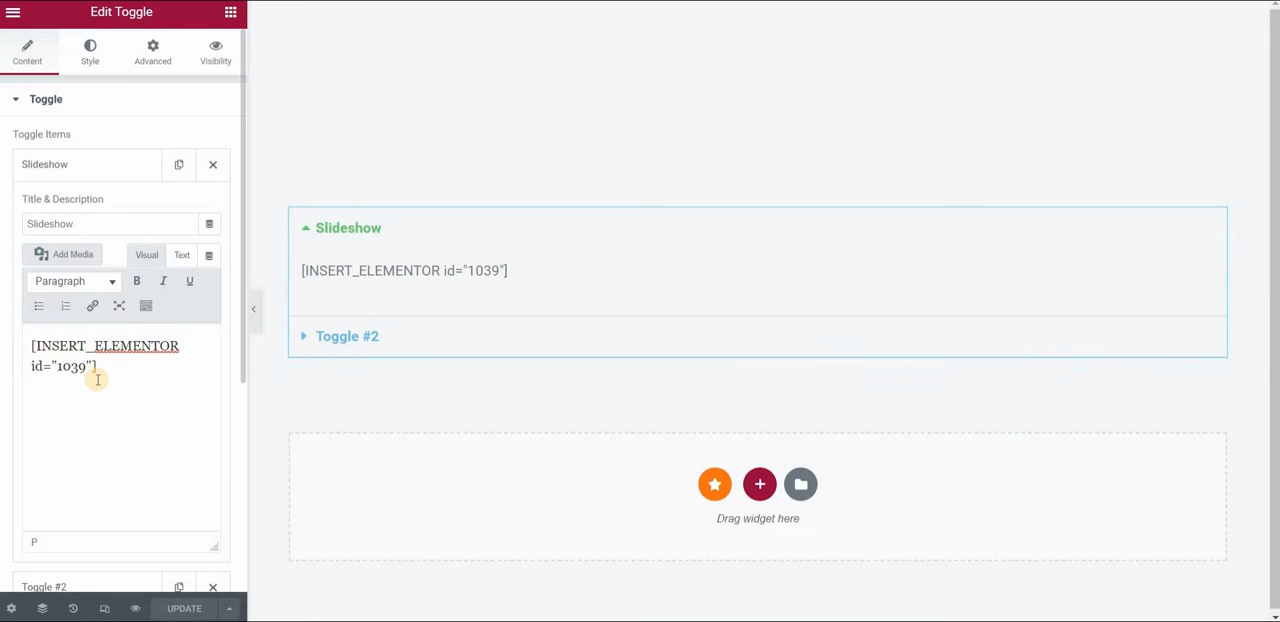 Edit Toggle
Content
Style
Advanced
Visibility
Toggle
Toggle Items
Slideshow
Title & Description
Slideshow
Add Media
Visual
Text
Paragraph
B
I
U
[INSERT_ELEMENTOR
id="1039"]
P
Toggle #2
UPDATE
Slideshow
[INSERT_ELEMENTOR id="1039"]
Toggle #2
Drag widget here